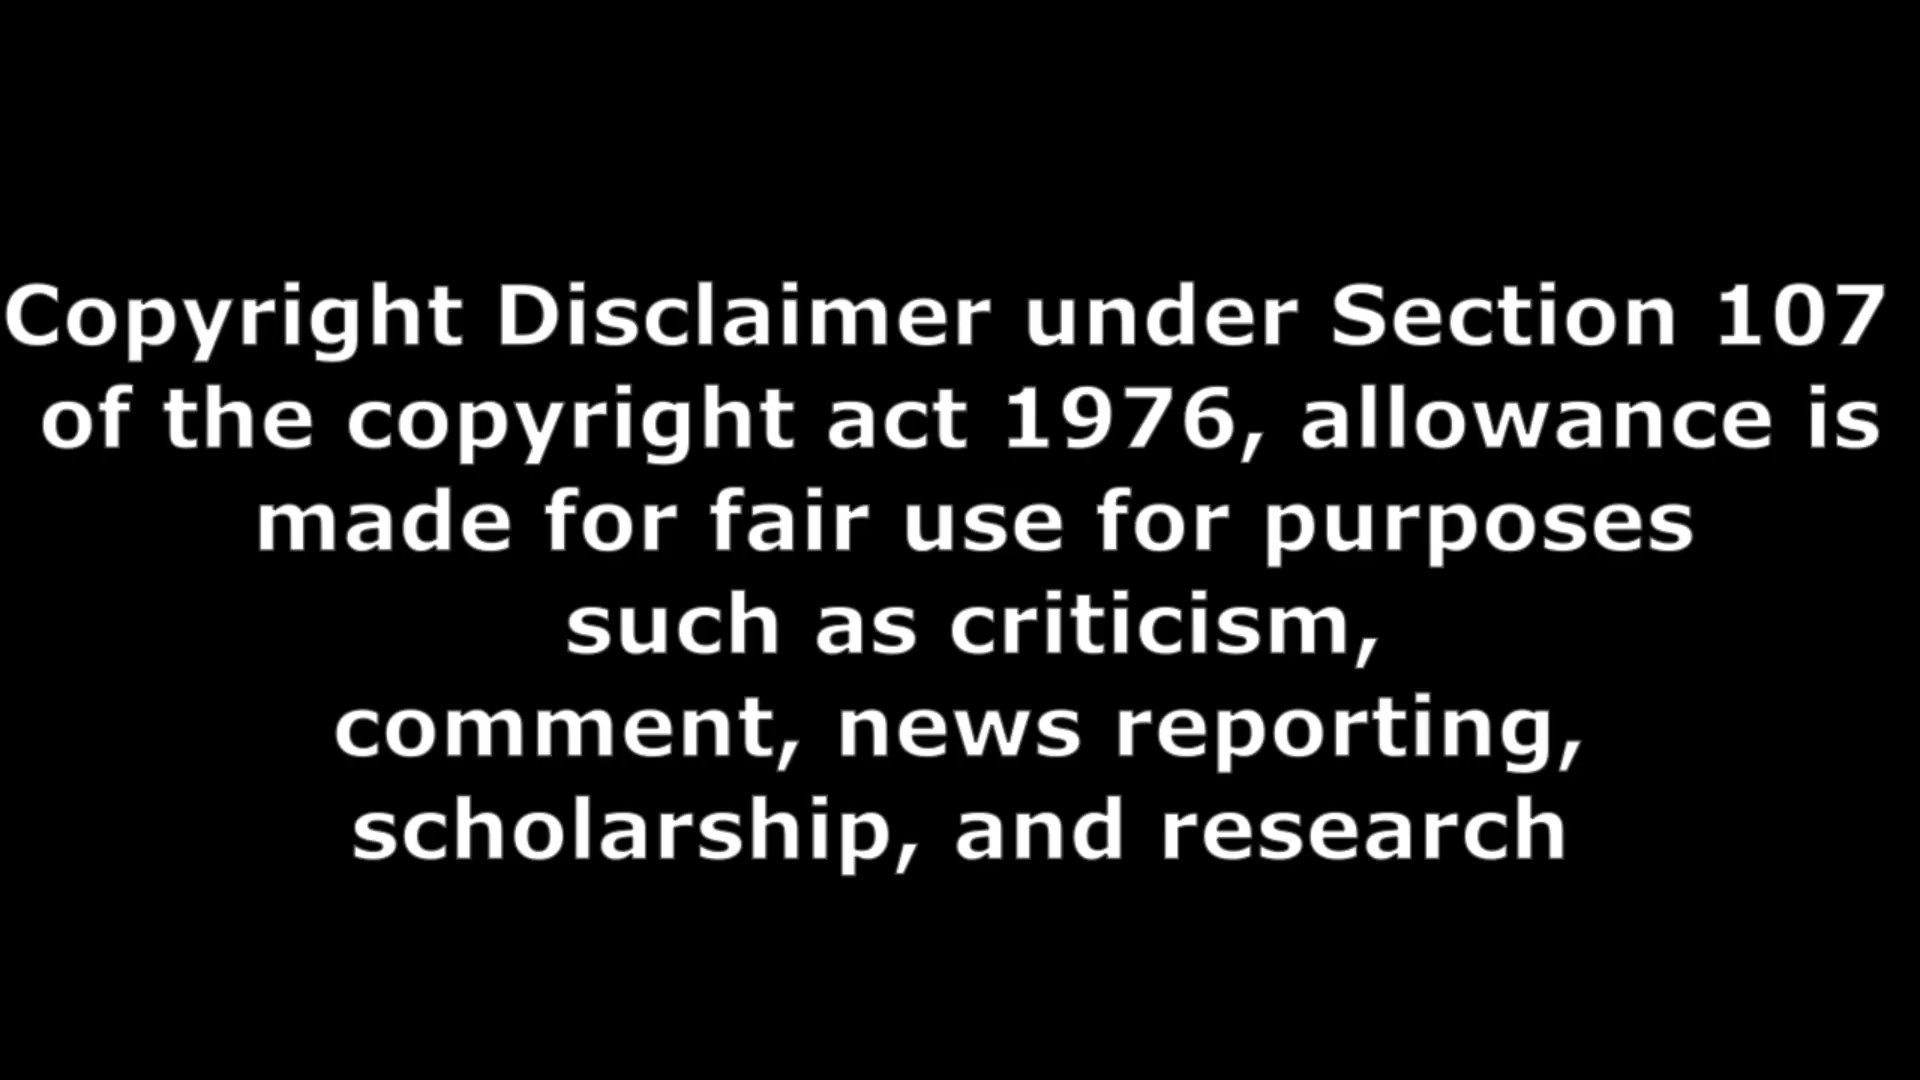 Copyright Disclaimer under Section 107
of the copyright act 1976, allowance is
made for fair use for purposes
such as criticism,
comment, news reporting,
scholarship, and research